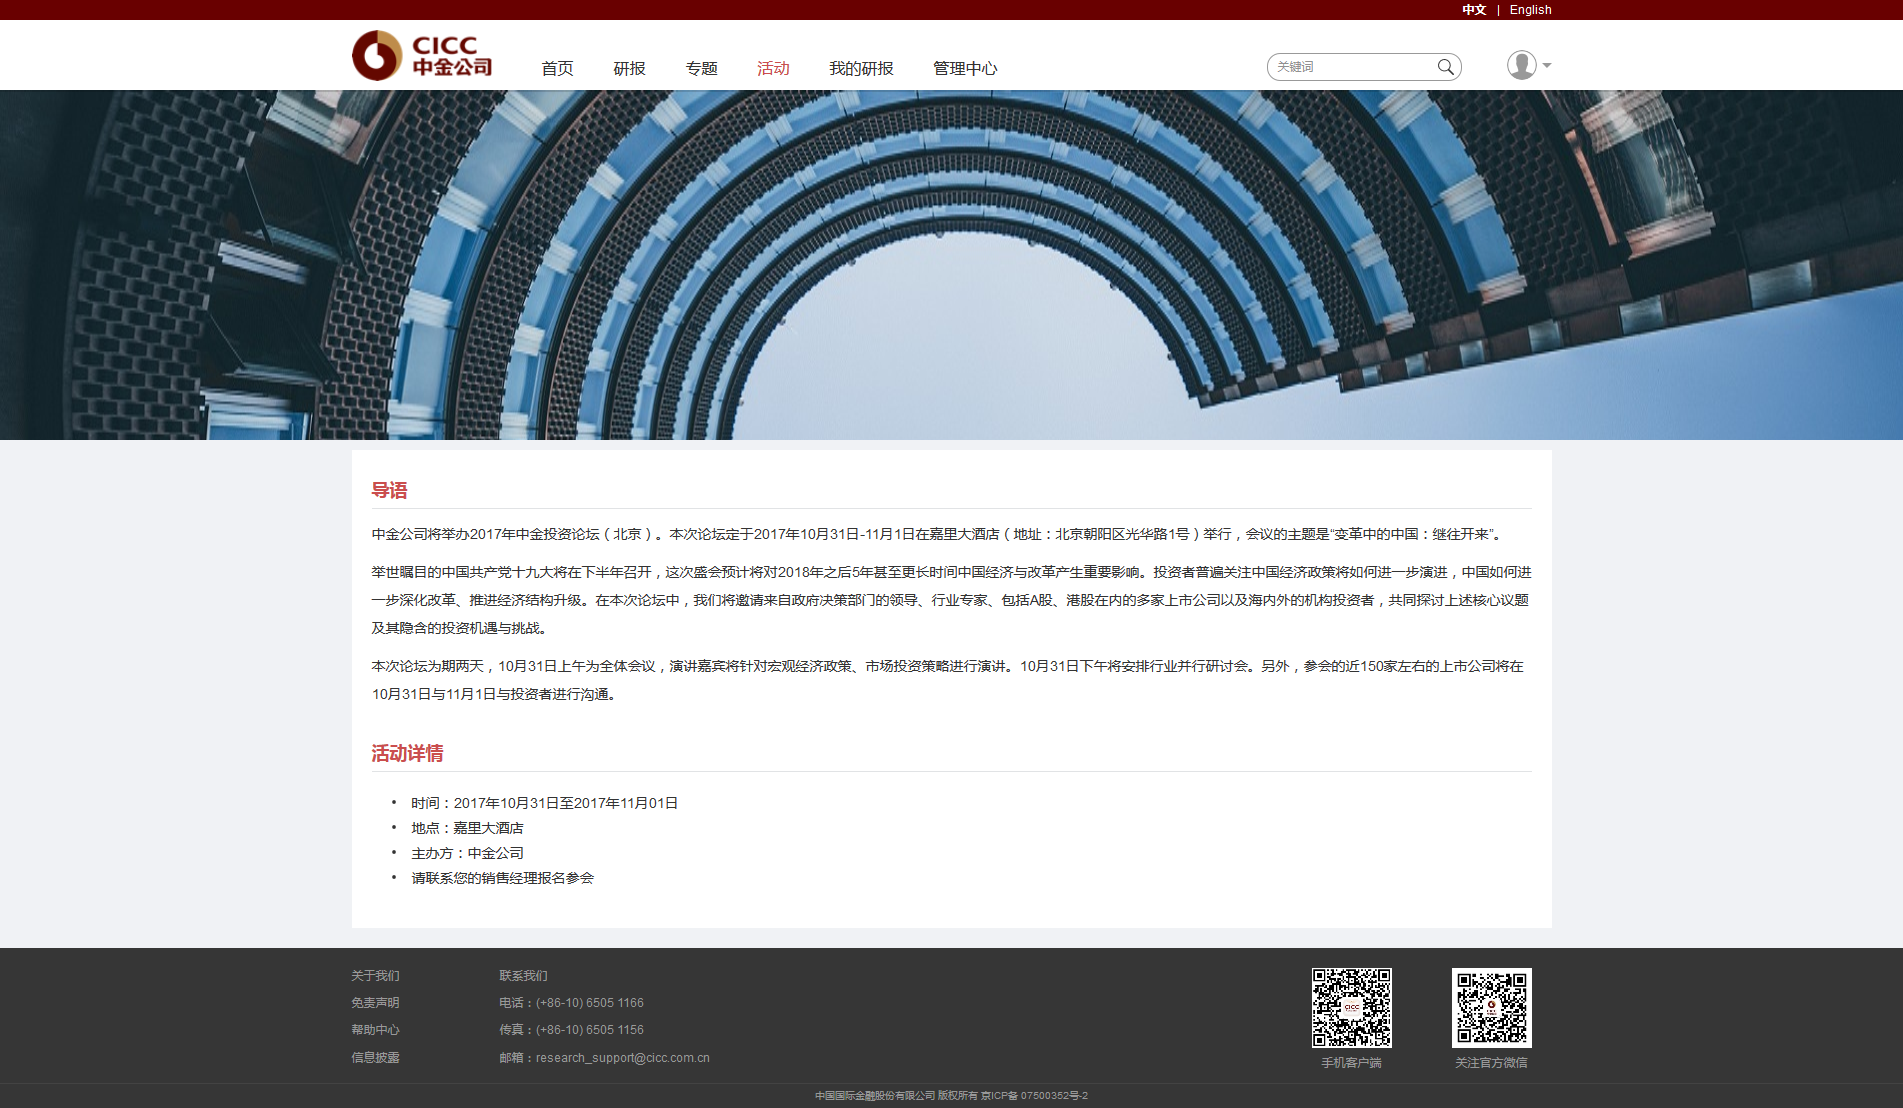 中文 | English
CICC
中金公司
首页 研报 专题 活动 我的研报 管理中心 关键词
导语
中金公司将举办2017年中金投资论坛（北京）。本次论坛定于2017年10月31日-11月1日在嘉里大酒店（地址：北京朝阳区光华路1号）举行，会议的主题是“变革中的中国：继往开来”。
举世瞩目的中国共产党十九大将在下半年召开，这次盛会预计将对2018年之后5年甚至更长时间中国经济与改革产生重要影响。投资者普遍关注中国经济政策将如何进一步演进，中国如何进
一步深化改革、推进经济结构升级。在本次论坛中，我们将邀请来自政府决策部门的领导、行业专家、包括A股、港股在内的多家上市公司以及海内外的机构投资者，共同探讨上述核心议题
及其隐含的投资机遇与挑战。
本次论坛为期两天，10月31日上午为全体会议，演讲嘉宾将针对宏观经济政策、市场投资策略进行演讲。10月31日下午将安排行业并行研讨会。另外，参会的近150家左右的上市公司将在
10月31日与11月1日与投资者进行沟通。
活动详情
• 时间：2017年10月31日至2017年11月01日
• 地点：嘉里大酒店
• 主办方：中金公司
• 请联系您的销售经理报名参会
关于我们
免责声明
帮助中心
信息披露
联系我们
电话：(+86-10) 6505 1166
传真：(+86-10) 6505 1156
邮箱：research_support@cicc.com.cn
CICC
手机客户端
关注官方微信
中国国际金融股份有限公司 版权所有 京ICP备 07500352号-2